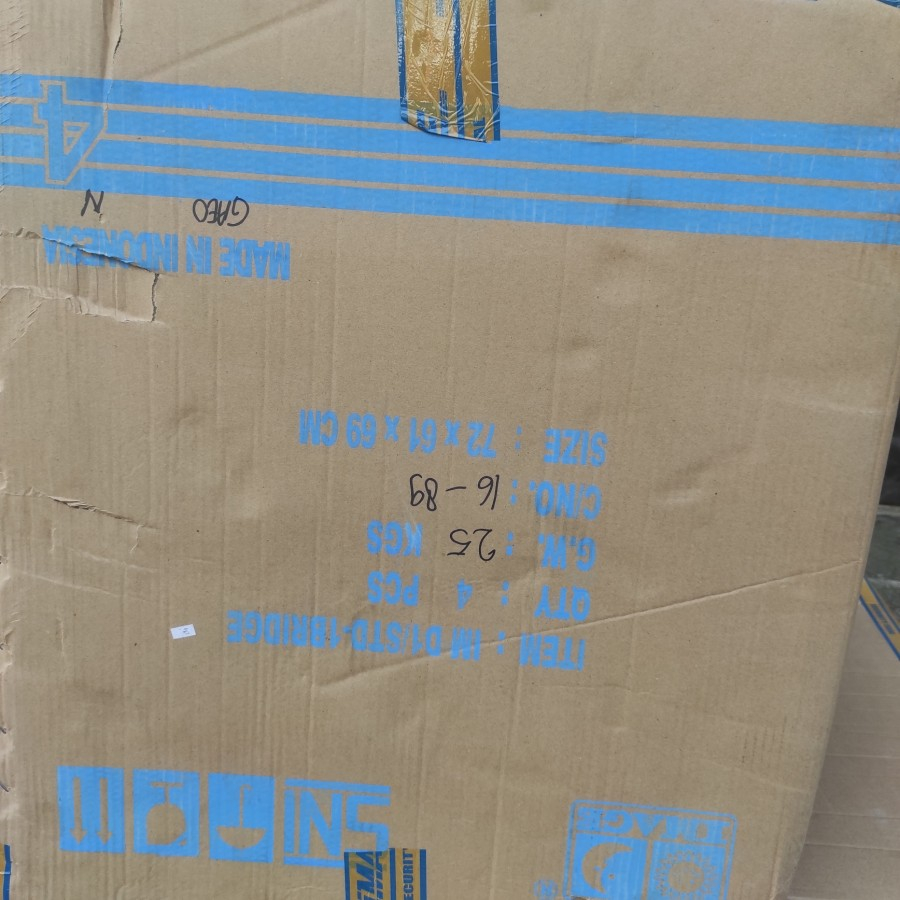 SNI
ITEM : IM D1/STD-1BRIDGE
QTY : 4 PCS
G.W. : 25 KGS
C/NO. : 16-89
SIZE : 72 x 61 x 69 CM
MADE IN INDONESIA
N
4
ECURIT